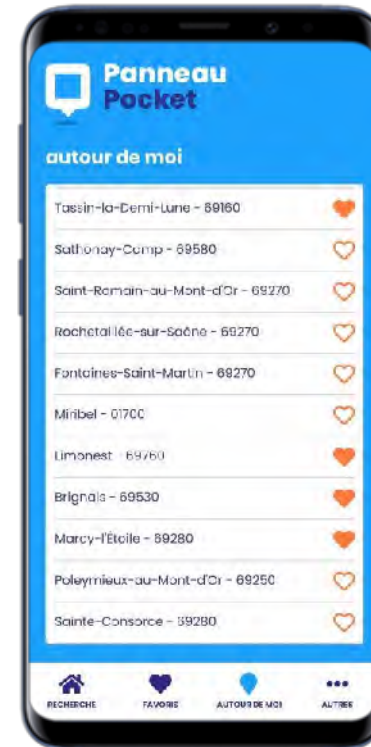 Panneau
Pocket
autour de moi
Tassin-la-Demi-Lune - 69160
Sathonay-Camp - 69580
Saint-Romain-au-Mont-d'Or - 69270
Rochetaillée-sur-Saône - 69270
Fontaines-Saint-Martin - 69270
Miribel - 01700
Limonest - 69760
Brignais - 69530
Marcy-l'Étoile - 69280
Poleymieux-au-Mont-d'Or - 69250
Sainte-Consorce - 69280
RECHERCHE FAVORIS AUTOUR DE MOI AUTRES